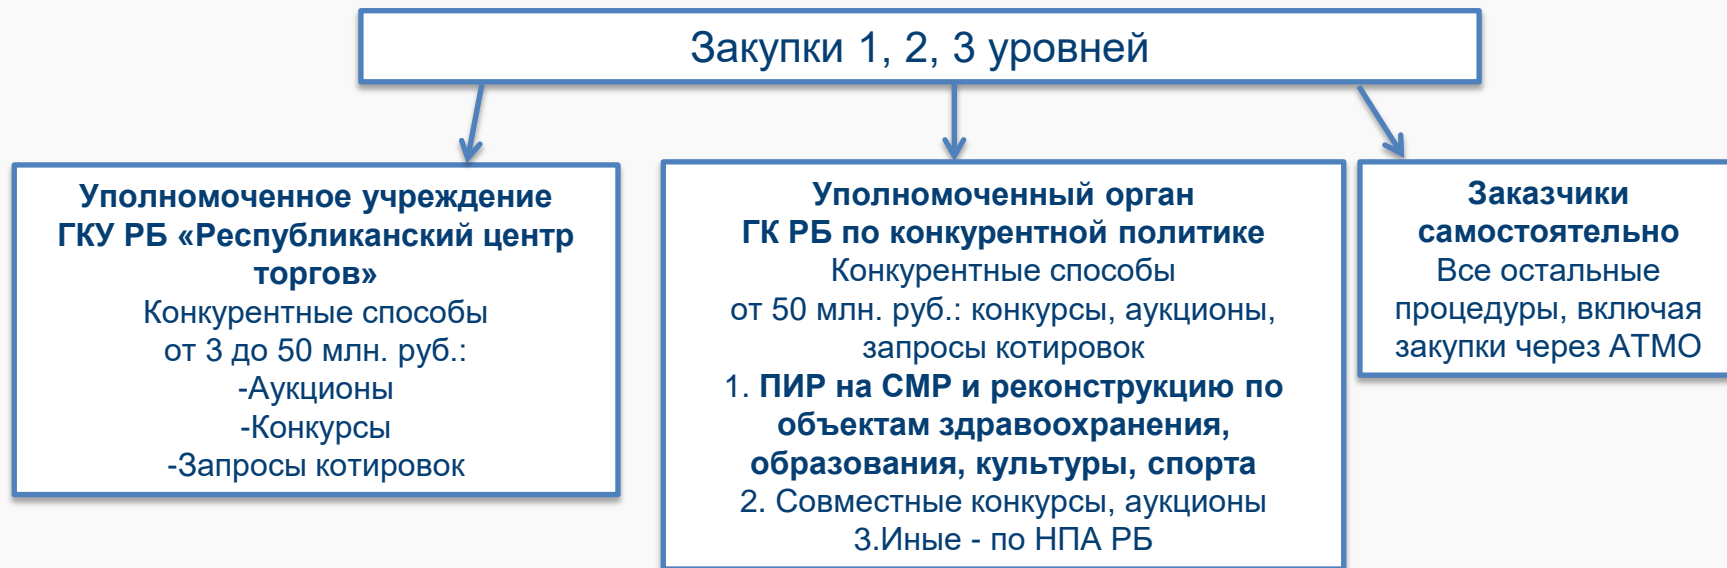 Закупки 1, 2, 3 уровней
Уполномоченное учреждение
ГКУ РБ «Республиканский центр
торгов»
Конкурентные способы
от 3 до 50 млн. руб.:
-Аукционы
-Конкурсы
-Запросы котировок
Уполномоченный орган
ГК РБ по конкурентной политике
Конкурентные способы
от 50 млн. руб.: конкурсы, аукционы,
запросы котировок
1. ПИР на СМР и реконструкцию по
объектам здравоохранения,
образования, культуры, спорта
2. Совместные конкурсы, аукционы
3.Иные - по НПА РБ
Заказчики
самостоятельно
Все остальные
процедуры, включая
закупки через АТМО